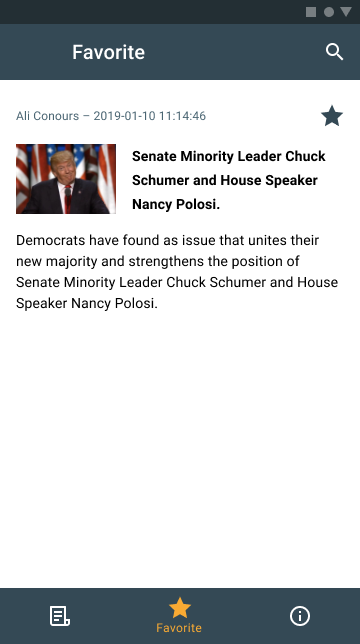 Favorite
Ali Conours – 2019-01-10 11:14:46
Senate Minority Leader Chuck
Schumer and House Speaker
Nancy Polosi.
Democrats have found as issue that unites their
new majority and strengthens the position of
Senate Minority Leader Chuck Schumer and House
Speaker Nancy Polosi.
Favorite